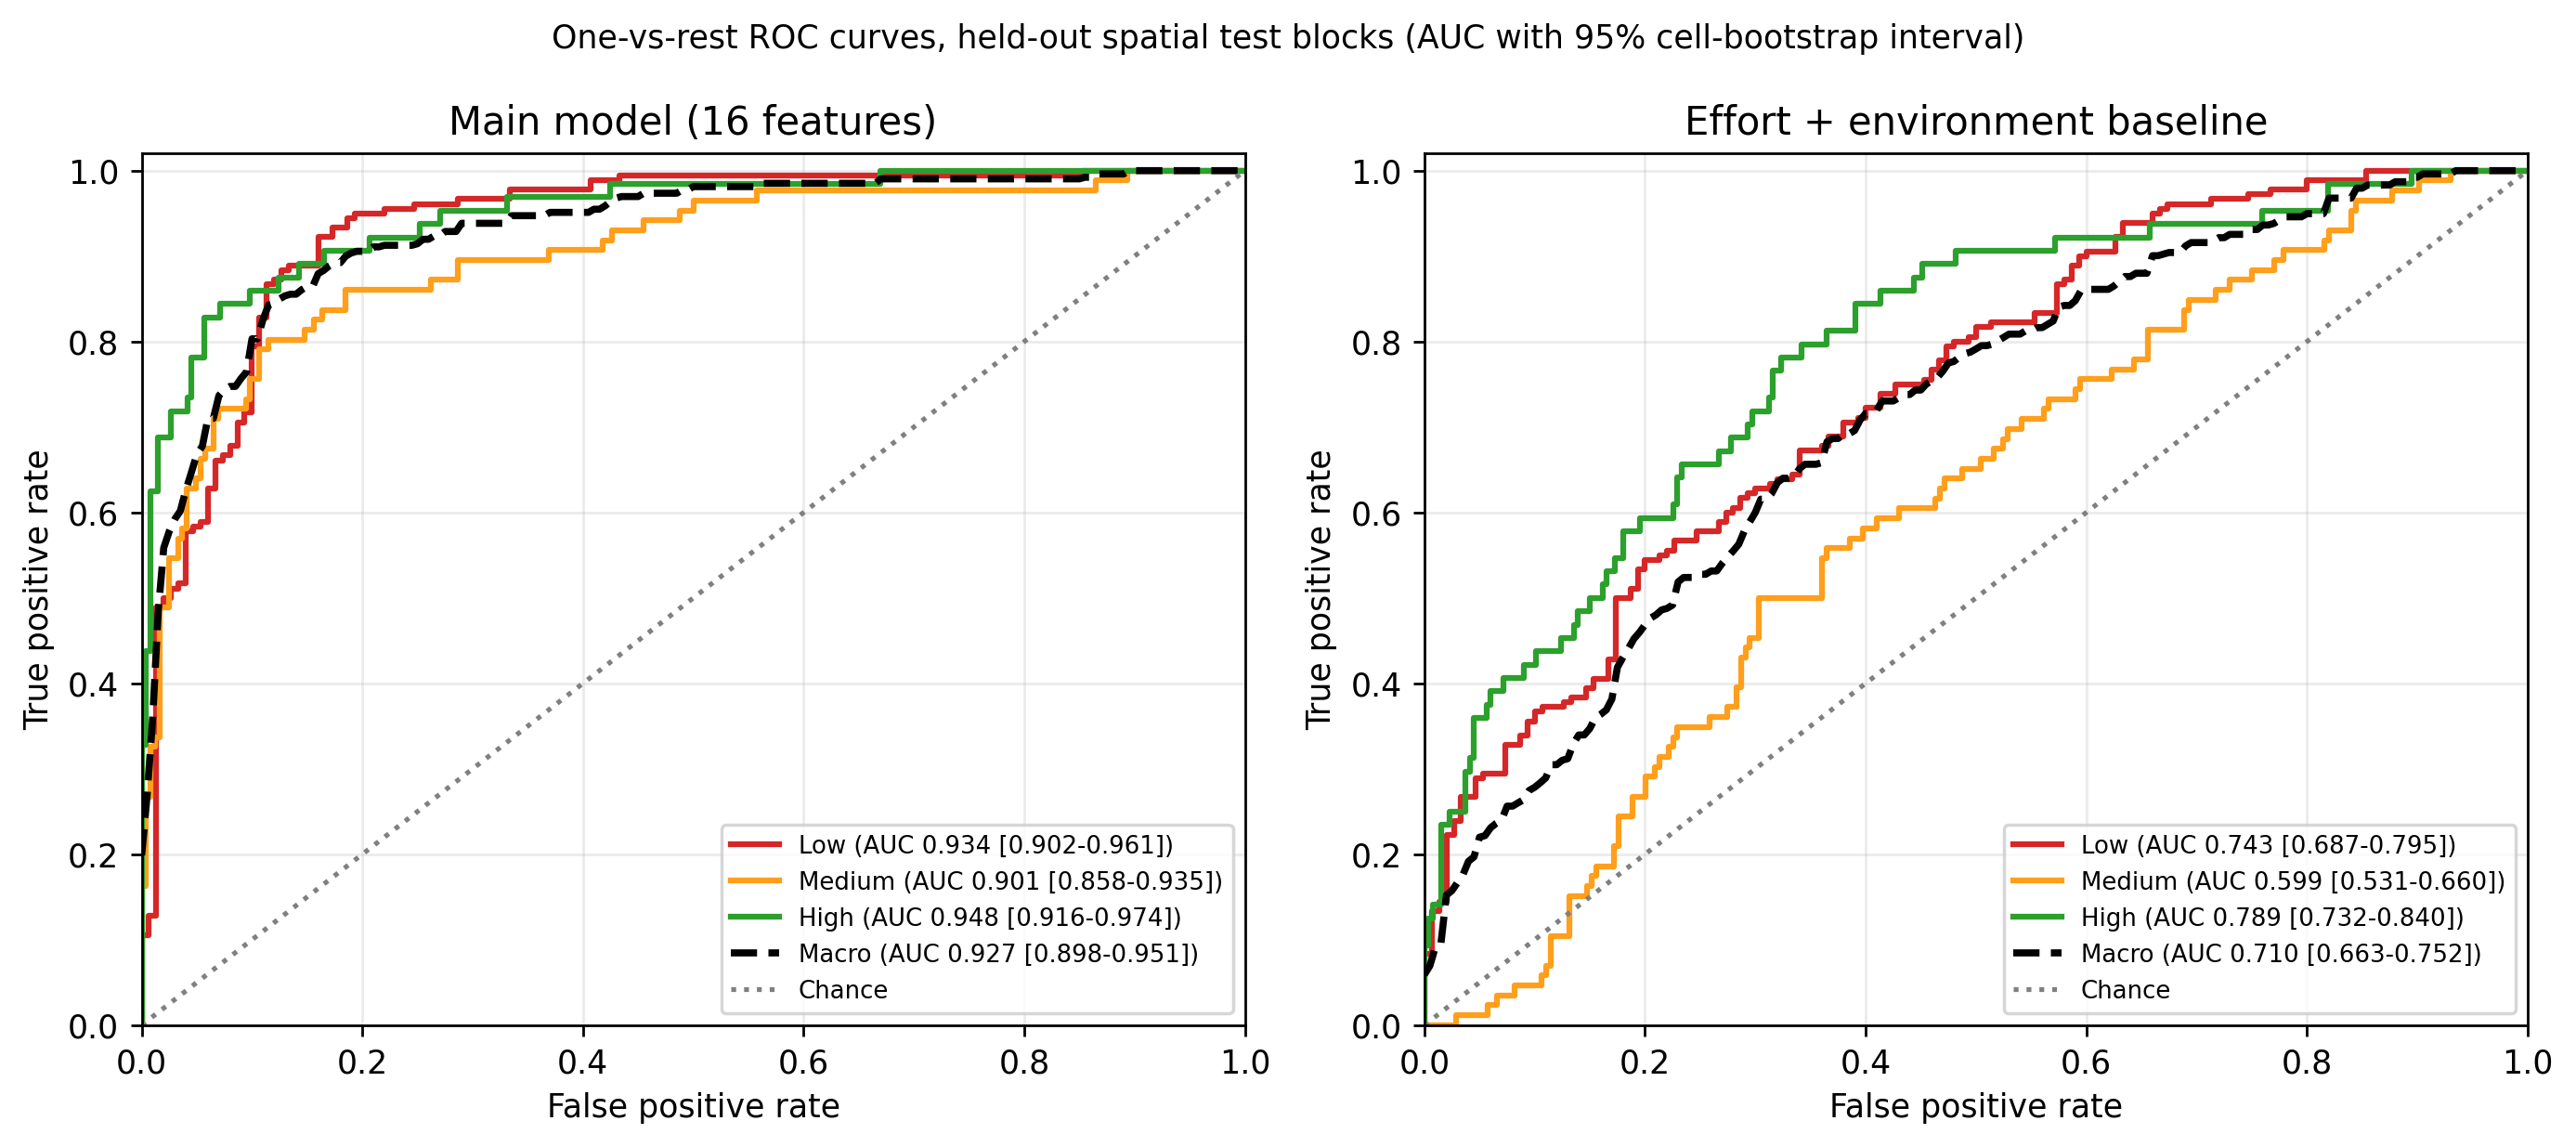 One-vs-rest ROC curves, held-out spatial test blocks (AUC with 95% cell-bootstrap interval)
Main model (16 features)
True positive rate
1.0
0.8
0.6
0.4
0.2
0.0
Low (AUC 0.934 [0.902-0.961])
Medium (AUC 0.901 [0.858-0.935])
High (AUC 0.948 [0.916-0.974])
Macro (AUC 0.927 [0.898-0.951])
Chance
0.0 0.2 0.4 0.6 0.8 1.0
False positive rate
Effort + environment baseline
True positive rate
1.0
0.8
0.6
0.4
0.2
0.0
Low (AUC 0.743 [0.687-0.795])
Medium (AUC 0.599 [0.531-0.660])
High (AUC 0.789 [0.732-0.840])
Macro (AUC 0.710 [0.663-0.752])
Chance
0.0 0.2 0.4 0.6 0.8 1.0
False positive rate